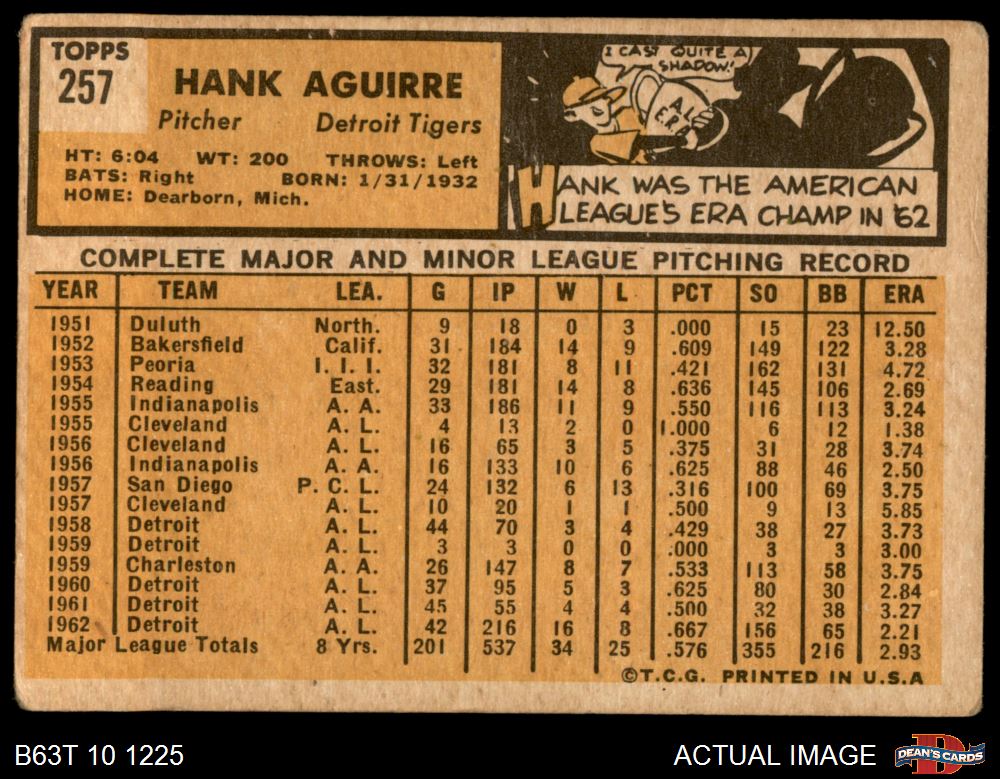 TOPPS
257
HANK AGUIRRE
Pitcher Detroit Tigers
HT: 6:04 WT: 200 THROWS: Left
BATS: Right BORN: 1/31/1932
HOME: Dearborn, Mich.
I CAST QUITE A
SHADOW!
A.L.
E.R.A.
HANK WAS THE AMERICAN
LEAGUE'S ERA CHAMP IN '62
COMPLETE MAJOR AND MINOR LEAGUE PITCHING RECORD
YEAR TEAM LEA. G IP W L PCT SO BB ERA
1951 Duluth North. 9 18 0 3 .000 15 23 12.50
1952 Bakersfield Calif. 31 184 14 9 .609 149 122 3.28
1953 Peoria I. I. I. 32 181 8 11 .421 162 131 4.72
1954 Reading East. 29 181 14 8 .636 145 106 2.69
1955 Indianapolis A. A. 33 186 11 9 .550 116 113 3.24
1955 Cleveland A. L. 4 13 2 0 1.000 6 12 1.38
1956 Cleveland A. L. 16 65 3 5 .375 31 28 3.74
1956 Indianapolis A. A. 16 133 10 6 .625 88 46 2.50
1957 San Diego P. C. L. 24 132 6 13 .316 100 69 3.75
1957 Cleveland A. L. 10 20 1 1 .500 9 13 5.85
1958 Detroit A. L. 44 70 3 4 .429 38 27 3.73
1959 Detroit A. L. 3 3 0 0 .000 3 3 3.00
1959 Charleston A. A. 26 147 8 7 .533 113 58 3.75
1960 Detroit A. L. 37 95 5 3 .625 80 30 2.84
1961 Detroit A. L. 45 55 4 4 .500 32 38 3.27
1962 Detroit A. L. 42 216 16 8 .667 156 65 2.21
Major League Totals 8 Yrs. 201 537 34 25 .576 355 216 2.93
©T.C.G. PRINTED IN U.S.A
B63T 10 1225
ACTUAL IMAGE
DEAN'S CARDS